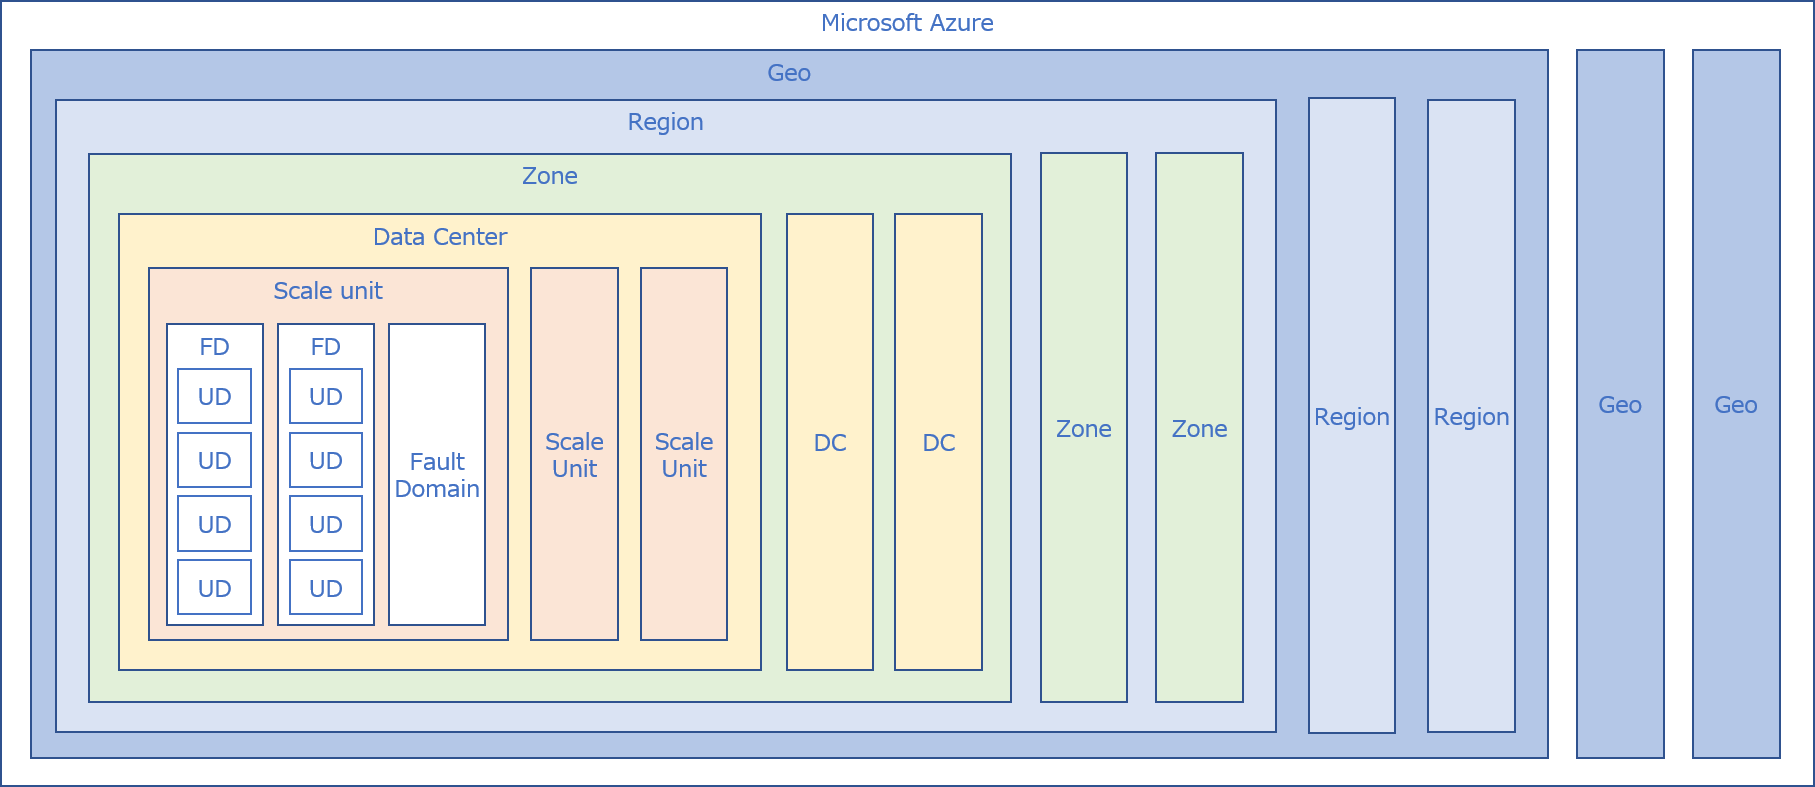 Microsoft Azure
Geo
Region
Zone
Data Center
Scale unit
FD
UD
UD
UD
UD
FD
UD
UD
UD
UD
Fault
Domain
Scale
Unit
Scale
Unit
DC
DC
Zone
Zone
Region
Region
Geo
Geo